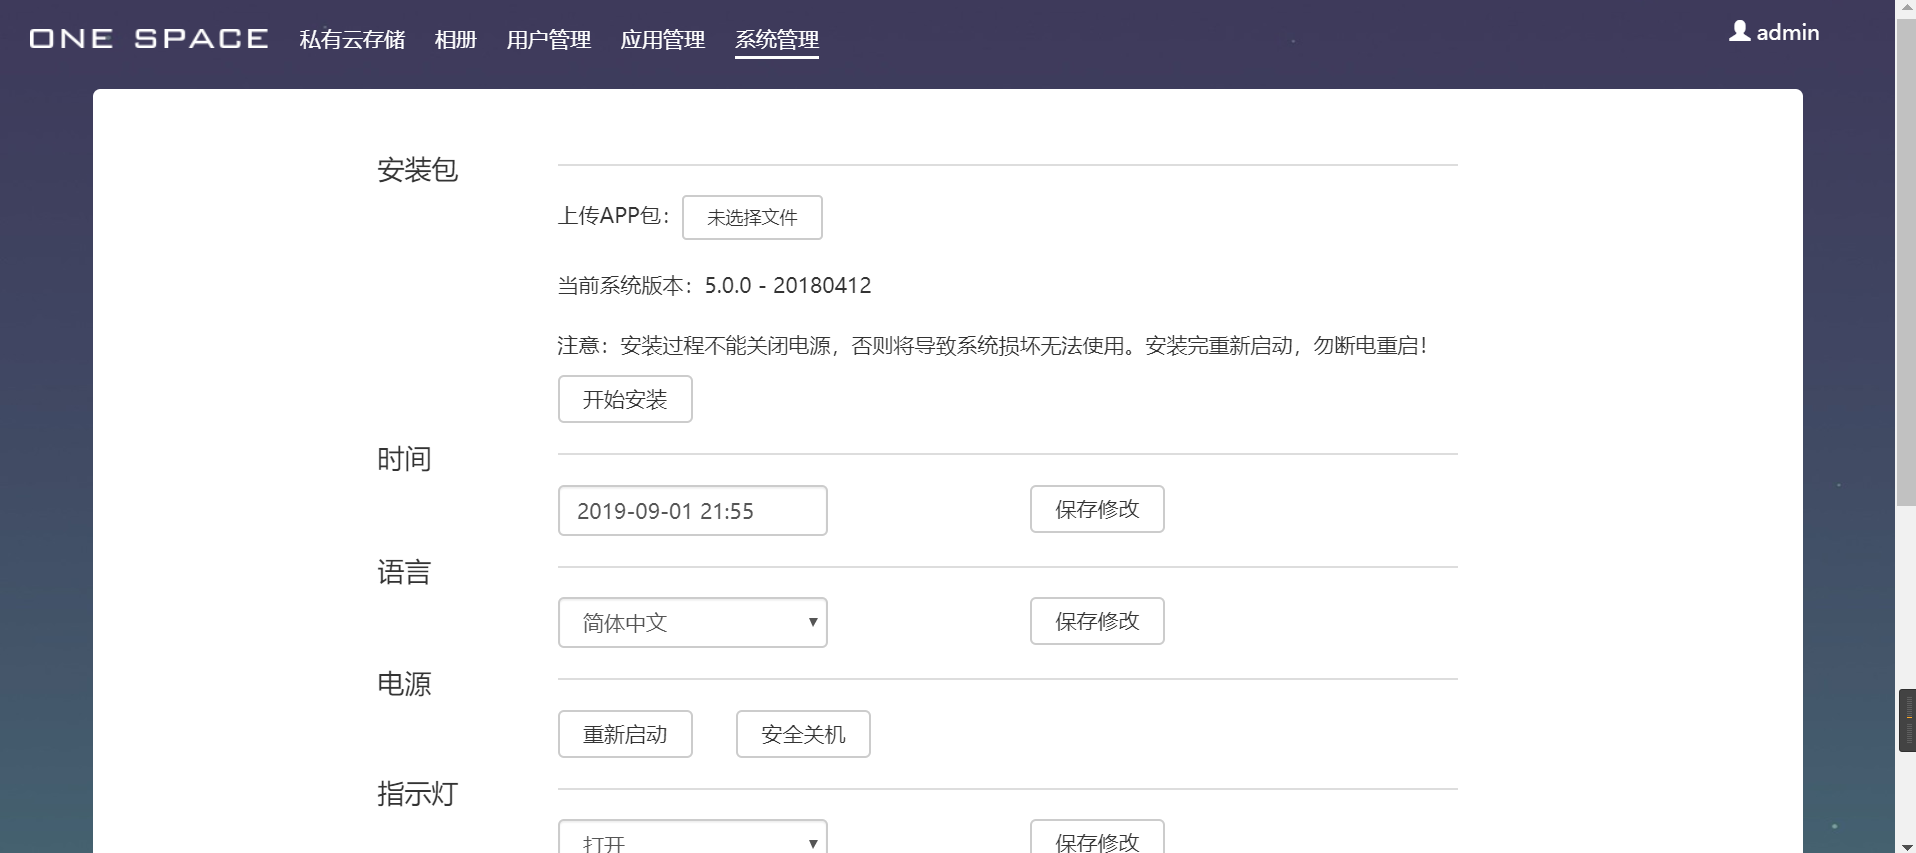 ONE SPACE 私有云存储 相册 用户管理 应用管理 系统管理 admin
安装包
上传APP包： 未选择文件
当前系统版本：5.0.0 - 20180412
注意：安装过程不能关闭电源，否则将导致系统损坏无法使用。安装完重新启动，勿断电重启！
开始安装
时间
2019-09-01 21:55 保存修改
语言
简体中文 保存修改
电源
重新启动 安全关机
指示灯
打开 保存修改